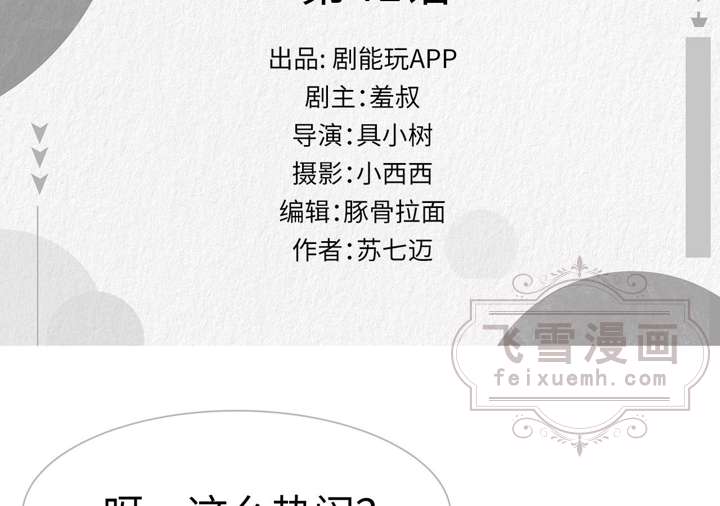 出品: 剧能玩APP
剧主：羞叔
导演：具小树
摄影：小西西
编辑：豚骨拉面
作者：苏七迈
飞雪漫画
feixuemh.com